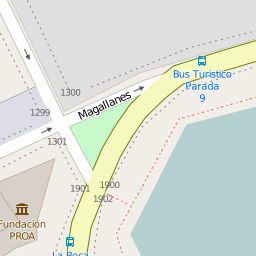 1300
Magallanes
Bus Turistico
Parada
9
1299
1301
1901
1900
1902
Fundación
PROA
La Boca